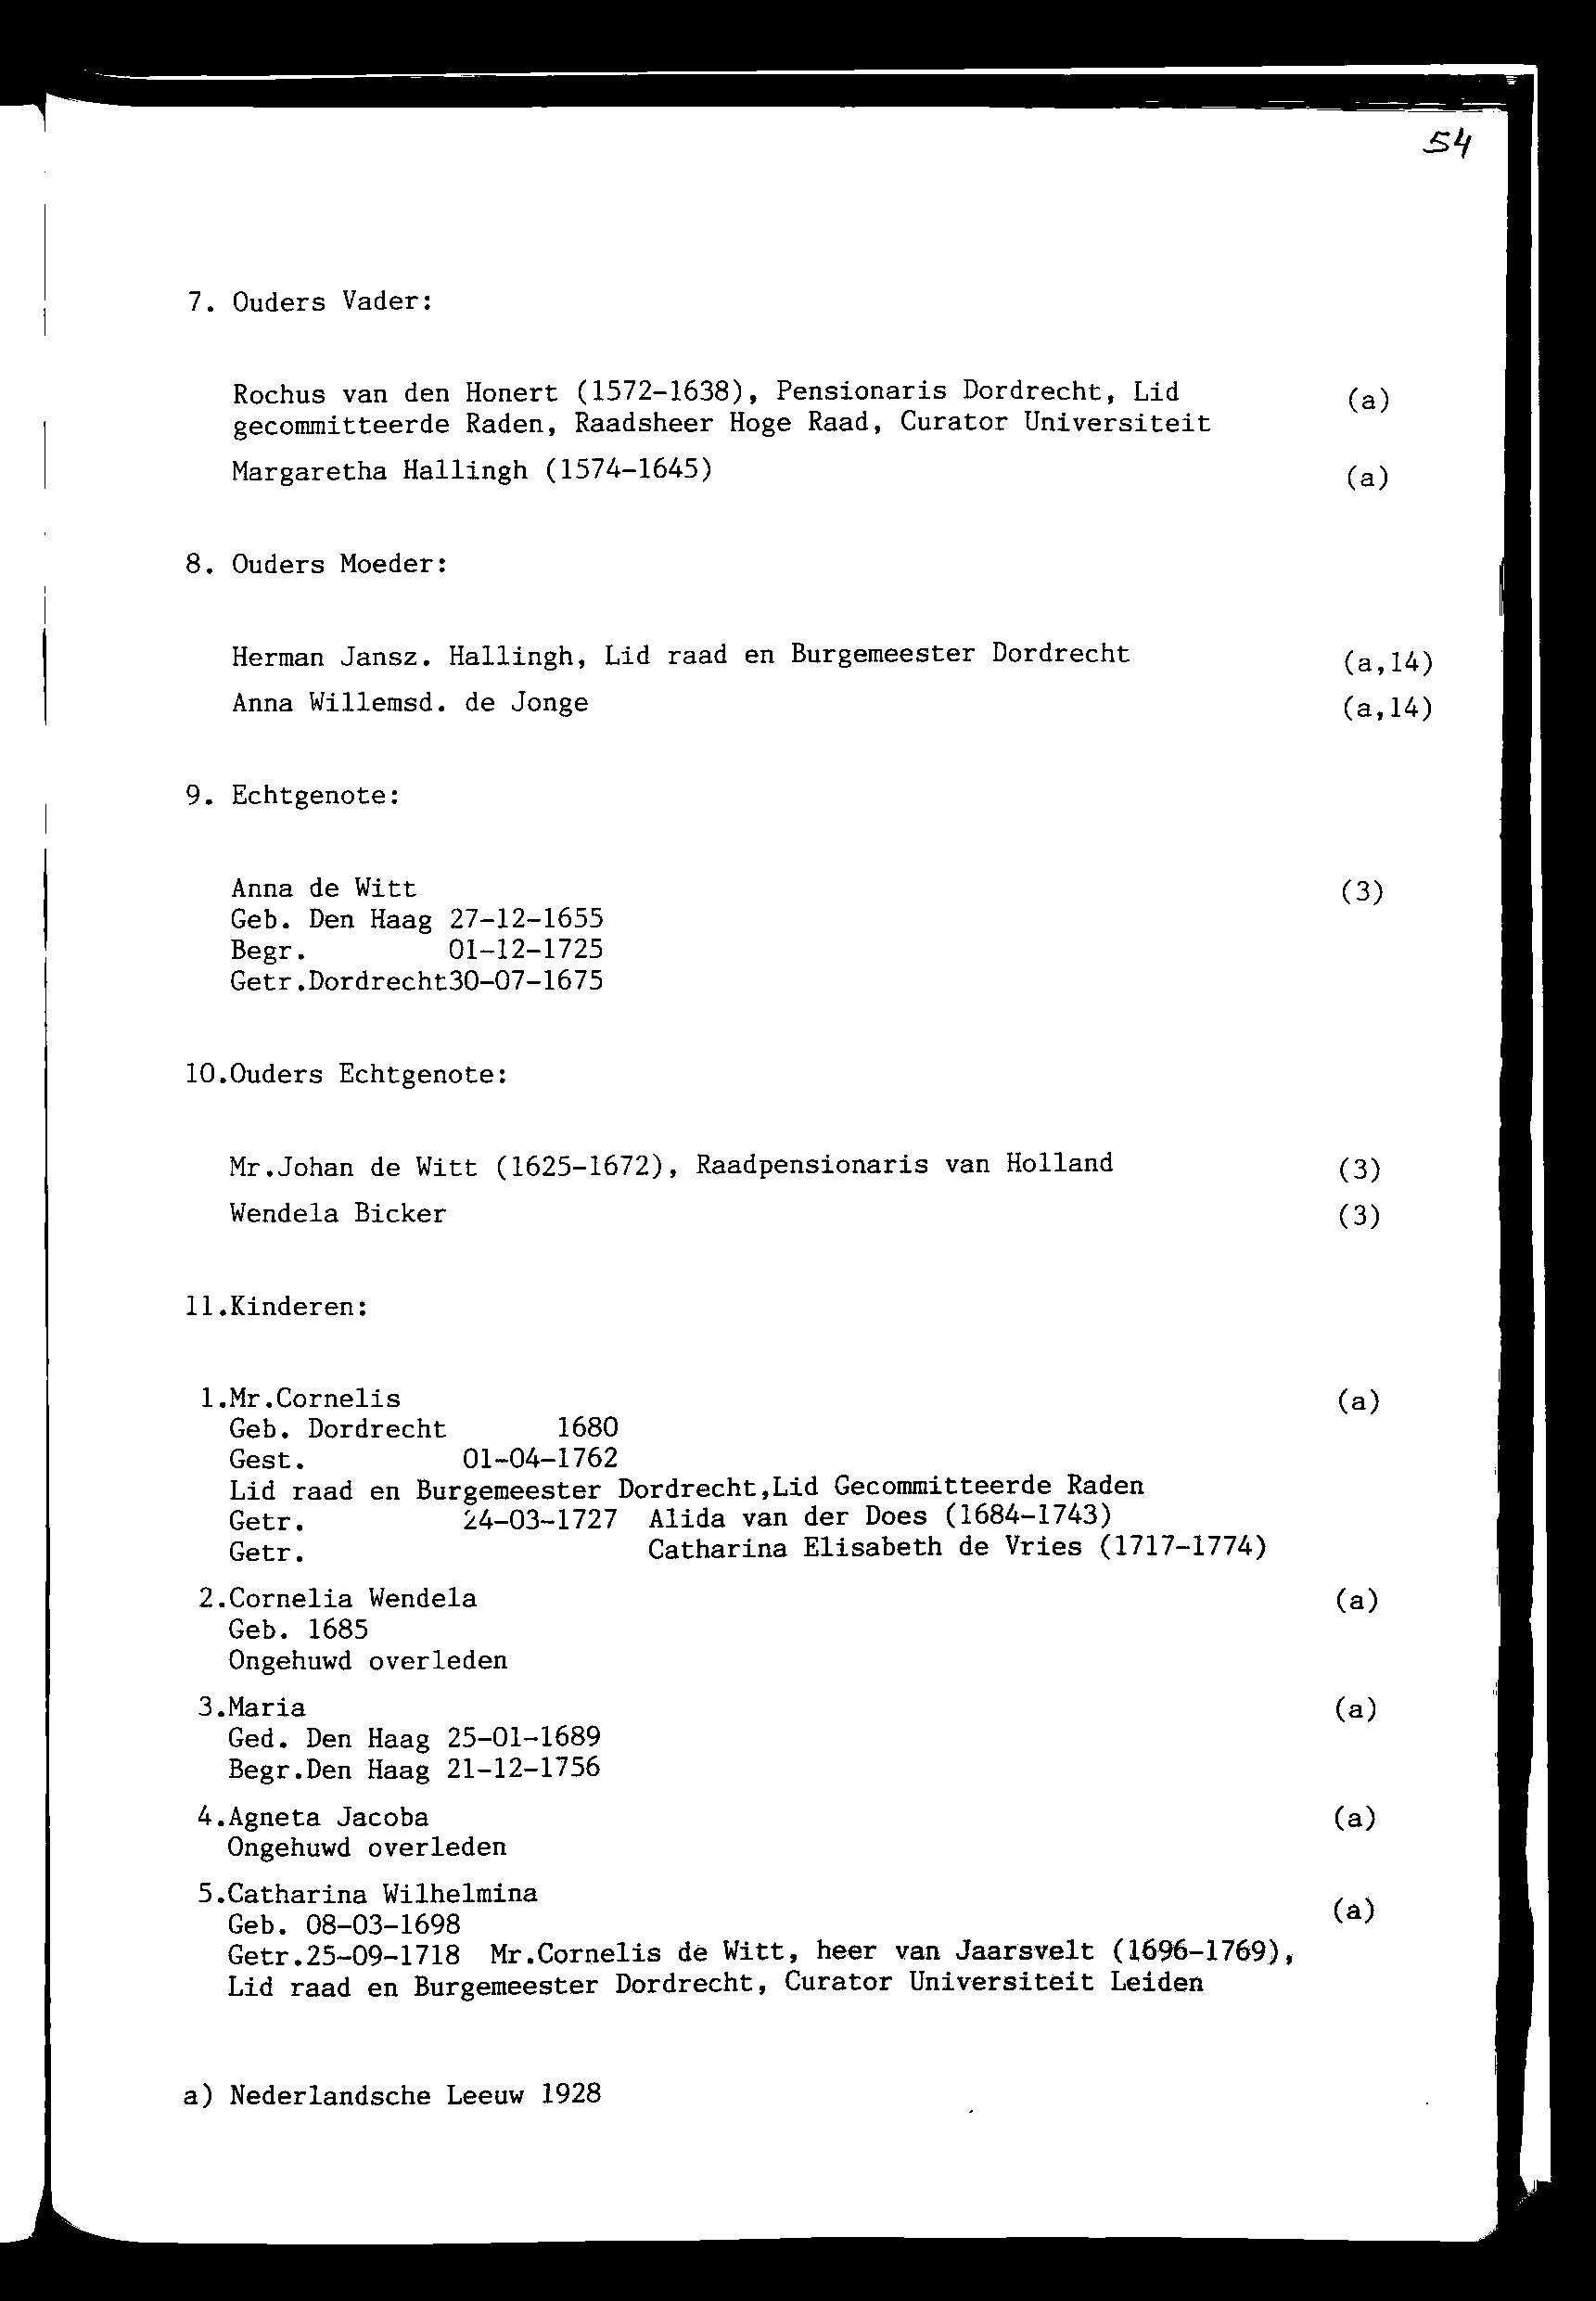 54
7. Ouders Vader:
Rochus van den Honert (1572-1638), Pensionaris Dordrecht, Lid (a)
gecommitteerde Raden, Raadsheer Hoge Raad, Curator Universiteit
Margaretha Hallingh (1574-1645) (a)
8. Ouders Moeder:
Herman Jansz. Hallingh, Lid raad en Burgemeester Dordrecht (a,14)
Anna Willemsd. de Jonge (a,14)
9. Echtgenote:
Anna de Witt (3)
Geb. Den Haag 27-12-1655
Begr. 01-12-1725
Getr.Dordrecht30-07-1675
10.Ouders Echtgenote:
Mr.Johan de Witt (1625-1672), Raadpensionaris van Holland (3)
Wendela Bicker (3)
11.Kinderen:
1.Mr.Cornelis (a)
Geb. Dordrecht 1680
Gest. 01-04-1762
Lid raad en Burgemeester Dordrecht,Lid Gecommitteerde Raden
Getr. 24-03-1727 Alida van der Does (1684-1743)
Getr. Catharina Elisabeth de Vries (1717-1774)
2.Cornelia Wendela (a)
Geb. 1685
Ongehuwd overleden
3.Maria (a)
Ged. Den Haag 25-01-1689
Begr.Den Haag 21-12-1756
4.Agneta Jacoba (a)
Ongehuwd overleden
5.Catharina Wilhelmina (a)
Geb. 08-03-1698
Getr.25-09-1718 Mr.Cornelis de Witt, heer van Jaarsvelt (1696-1769),
Lid raad en Burgemeester Dordrecht, Curator Universiteit Leiden
a) Nederlandsche Leeuw 1928